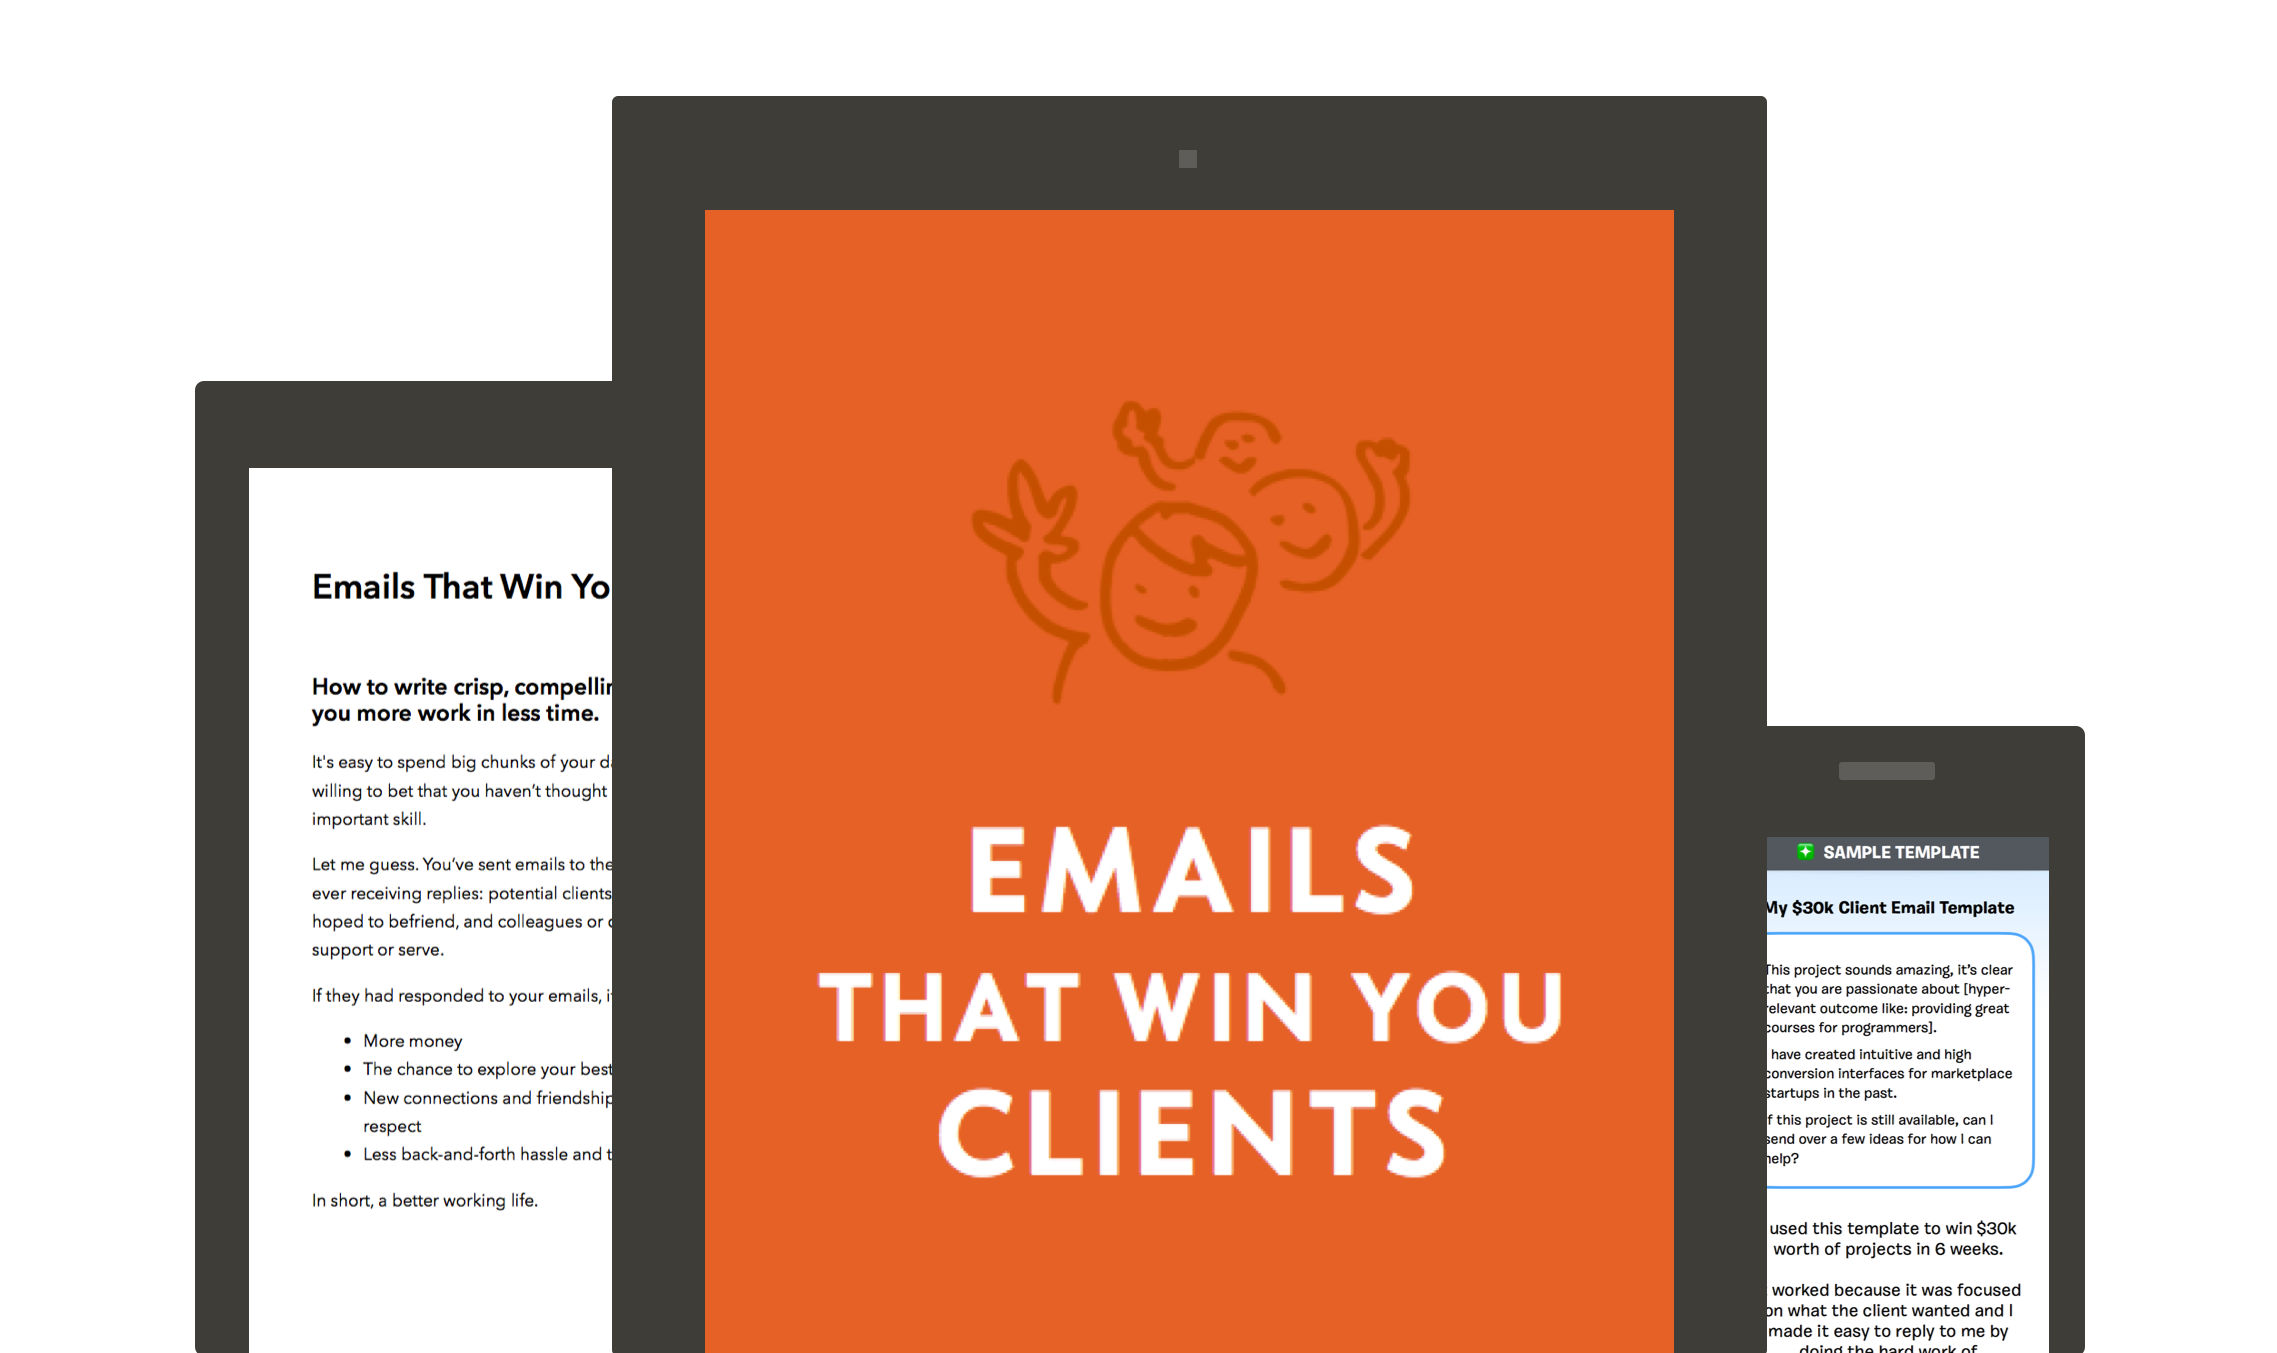 Emails That Win Yo
How to write crisp, compellin
you more work in less time.
It's easy to spend big chunks of your d
willing to bet that you haven't thought
important skill.
Let me guess. You've sent emails to the
ever receiving replies: potential clients
hoped to befriend, and colleagues or
support or serve.
If they had responded to your emails, i
• More money
• The chance to explore your best
• New connections and friendship
respect
• Less back-and-forth hassle and t
In short, a better working life.
EMAILS
THAT WIN YOU
CLIENTS
SAMPLE TEMPLATE
My $30k Client Email Template
This project sounds amazing, it's clear
that you are passionate about [hyper-
relevant outcome like: providing great
courses for programmers].
have created intuitive and high
conversion interfaces for marketplace
startups in the past.
f this project is still available, can I
send over a few ideas for how I can
help?
used this template to win $30k
worth of projects in 6 weeks.
worked because it was focused
on what the client wanted and I
made it easy to reply to me by
doing the hard work of